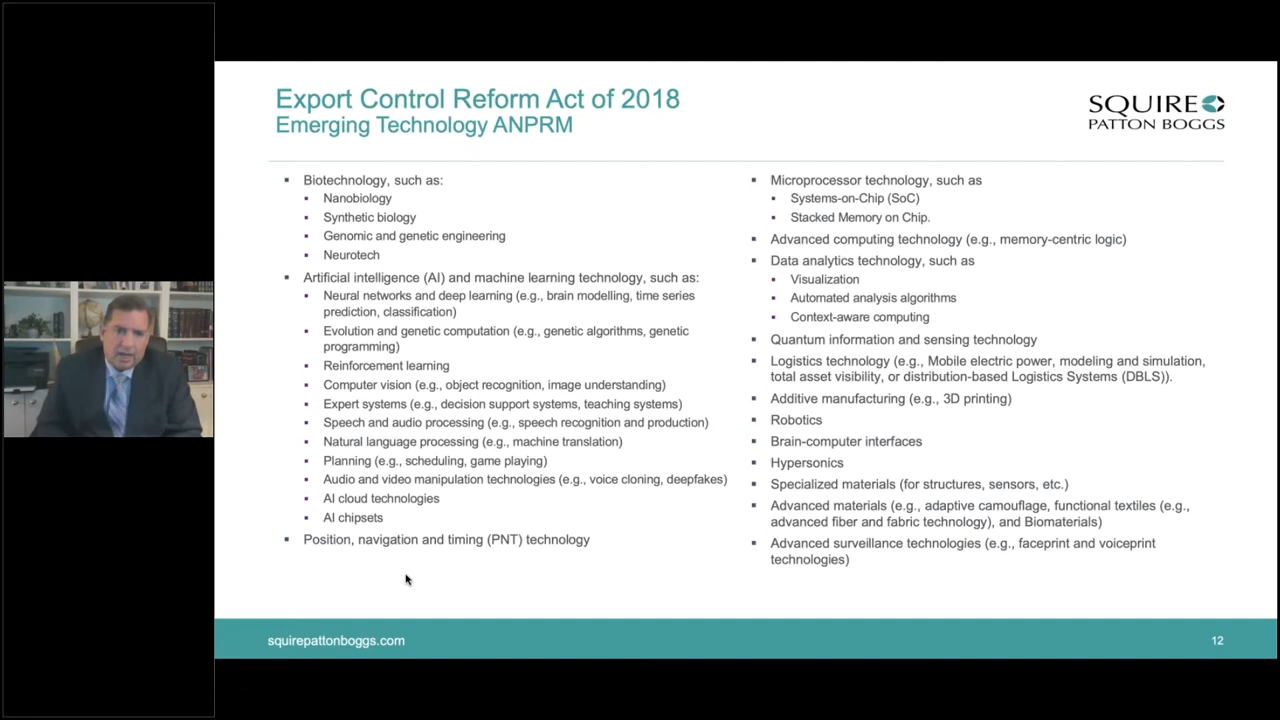 Export Control Reform Act of 2018
Emerging Technology ANPRM
SQUIRE
PATTON BOGGS
Biotechnology, such as:
Nanobiology
Synthetic biology
Genomic and genetic engineering
Neurotech
Artificial intelligence (AI) and machine learning technology, such as:
Neural networks and deep learning (e.g., brain modelling, time series
prediction, classification)
Evolution and genetic computation (e.g., genetic algorithms, genetic
programming)
Reinforcement learning
Computer vision (e.g., object recognition, image understanding)
Expert systems (e.g., decision support systems, teaching systems)
Speech and audio processing (e.g., speech recognition and production)
Natural language processing (e.g., machine translation)
Planning (e.g., scheduling, game playing)
Audio and video manipulation technologies (e.g., voice cloning, deepfakes)
AI cloud technologies
AI chipsets
Position, navigation and timing (PNT) technology
Microprocessor technology, such as
Systems-on-Chip (SoC)
Stacked Memory on Chip.
Advanced computing technology (e.g., memory-centric logic)
Data analytics technology, such as
Visualization
Automated analysis algorithms
Context-aware computing
Quantum information and sensing technology
Logistics technology (e.g., Mobile electric power, modeling and simulation,
total asset visibility, or distribution-based Logistics Systems (DBLS)).
Additive manufacturing (e.g., 3D printing)
Robotics
Brain-computer interfaces
Hypersonics
Specialized materials (for structures, sensors, etc.)
Advanced materials (e.g., adaptive camouflage, functional textiles (e.g.,
advanced fiber and fabric technology), and Biomaterials)
Advanced surveillance technologies (e.g., faceprint and voiceprint
technologies)
squirepattonboggs.com
12